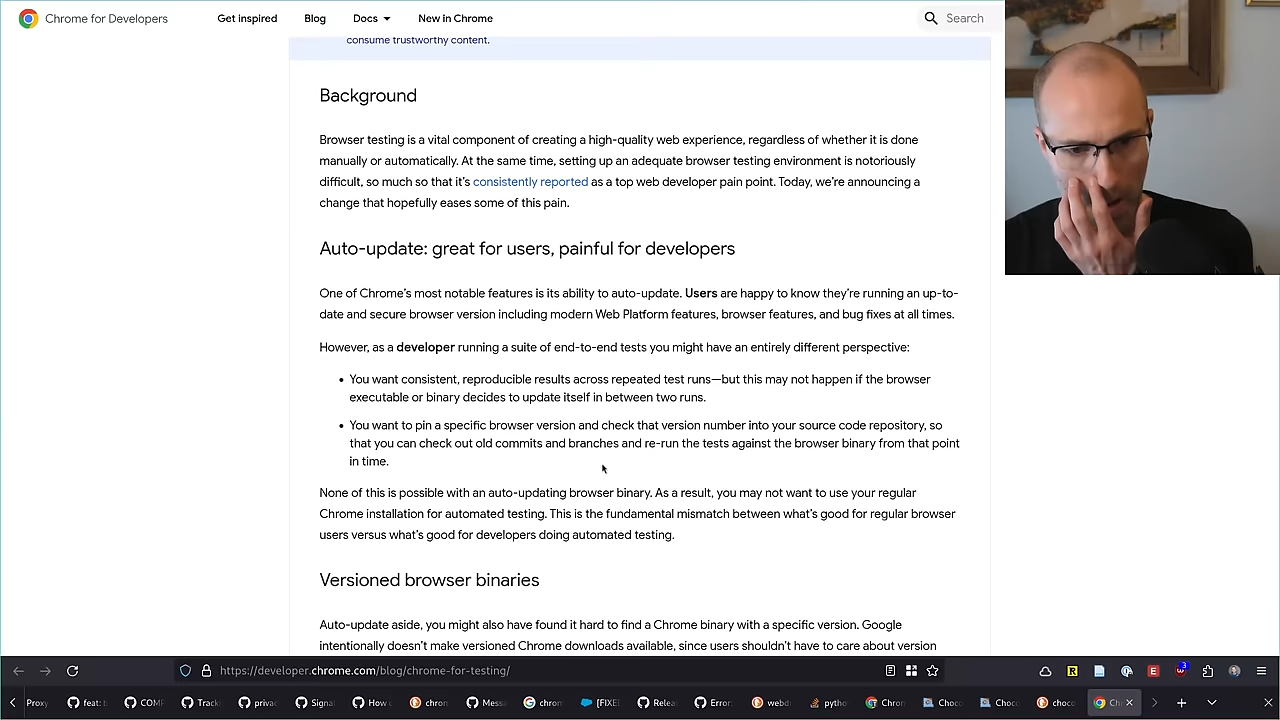 Chrome for Developers
Get inspired
Blog
Docs
New in Chrome
Search
consume trustworthy content.
Background
Browser testing is a vital component of creating a high-quality web experience, regardless of whether it is done
manually or automatically. At the same time, setting up an adequate browser testing environment is notoriously
difficult, so much so that it's consistently reported as a top web developer pain point. Today, we're announcing a
change that hopefully eases some of this pain.
Auto-update: great for users, painful for developers
One of Chrome's most notable features is its ability to auto-update. Users are happy to know they're running an up-to-
date and secure browser version including modern Web Platform features, browser features, and bug fixes at all times.
However, as a developer running a suite of end-to-end tests you might have an entirely different perspective:
• You want consistent, reproducible results across repeated test runs—but this may not happen if the browser
executable or binary decides to update itself in between two runs.
• You want to pin a specific browser version and check that version number into your source code repository, so
that you can check out old commits and branches and re-run the tests against the browser binary from that point
in time.
None of this is possible with an auto-updating browser binary. As a result, you may not want to use your regular
Chrome installation for automated testing. This is the fundamental mismatch between what's good for regular browser
users versus what's good for developers doing automated testing.
Versioned browser binaries
Auto-update aside, you might also have found it hard to find a Chrome binary with a specific version. Google
intentionally doesn't make versioned Chrome downloads available, since users shouldn't have to care about version
https://developer.chrome.com/blog/chrome-for-testing/
R
E
3
Proxy
feat: b
COMP
Track
priva
Signal
How c
chron
Messa
chrom
[FIXE
Relea
Error:
webd
pytho
Chron
Choco
Choco
choco
Ch